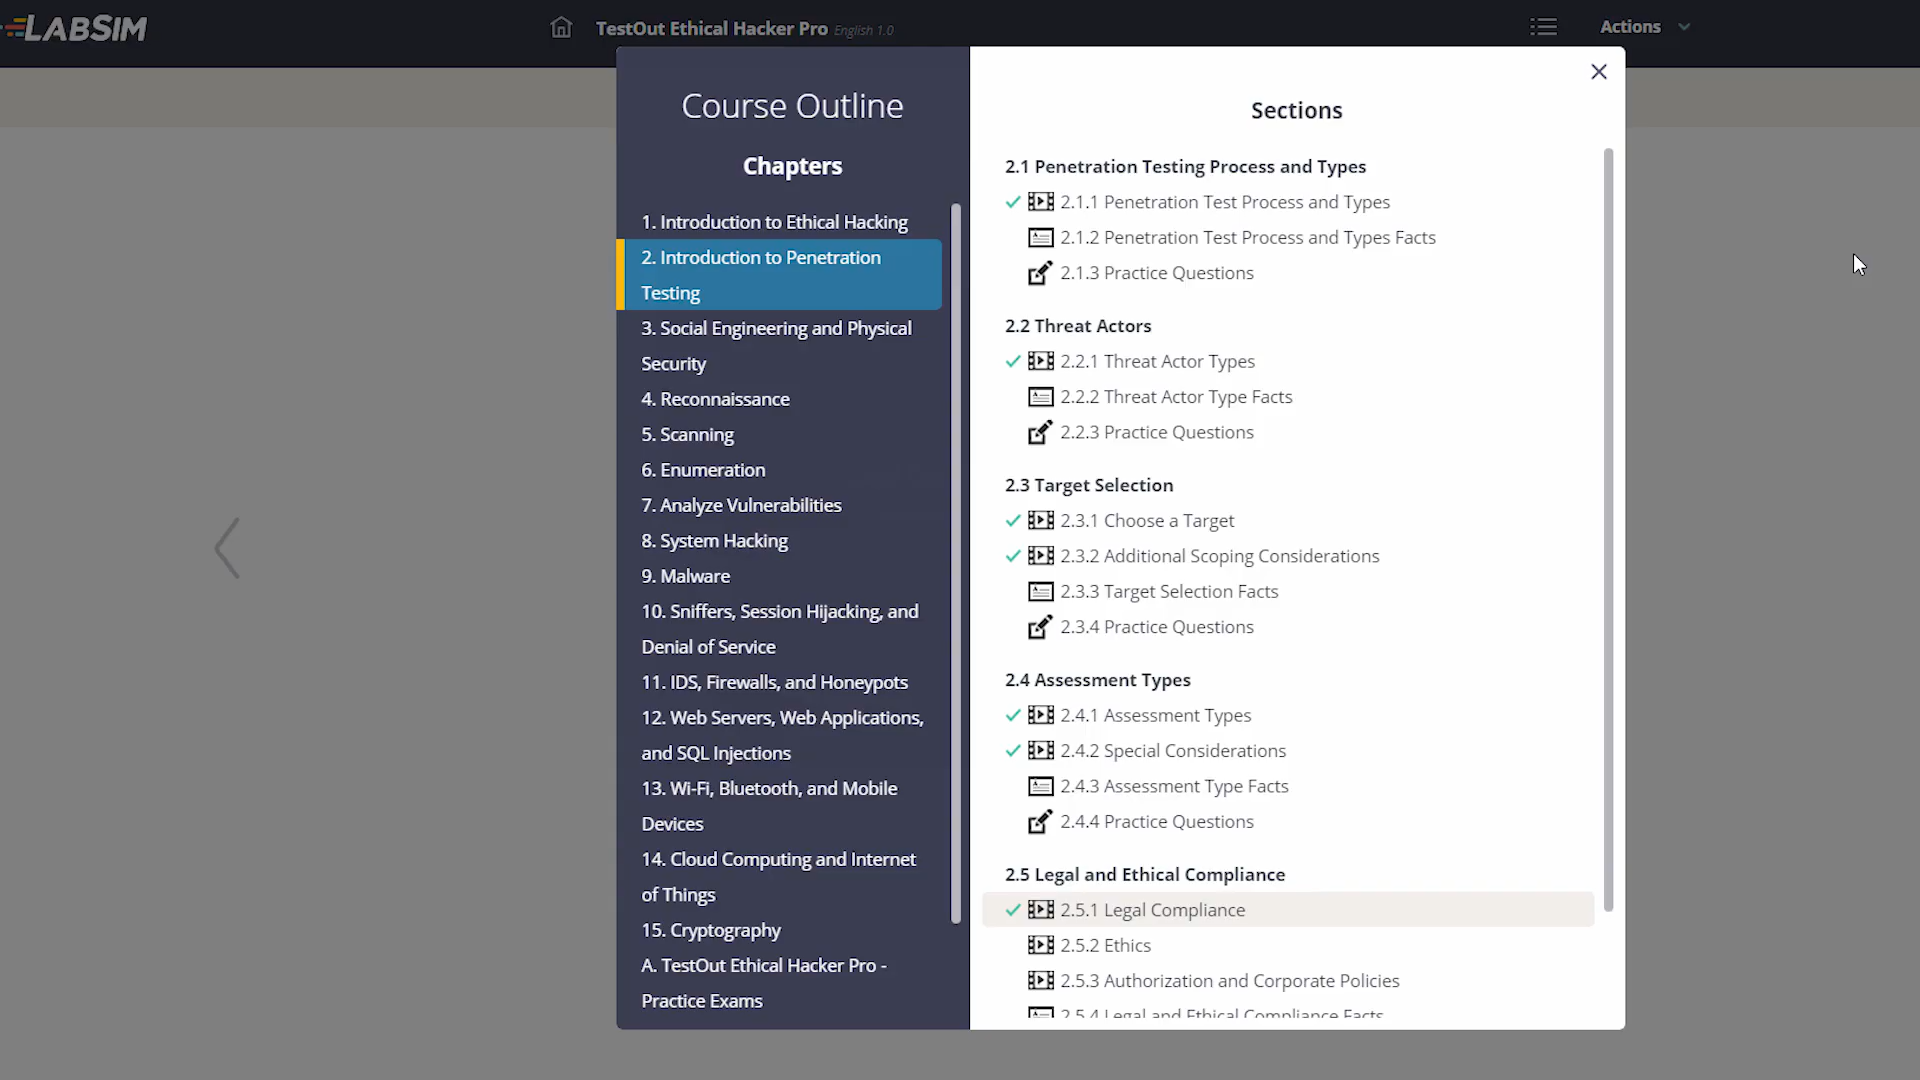 LABSIM
TestOut Ethical Hacker Pro English 1.0
Actions
Course Outline
Chapters
1. Introduction to Ethical Hacking
2. Introduction to Penetration
Testing
3. Social Engineering and Physical
Security
4. Reconnaissance
5. Scanning
6. Enumeration
7. Analyze Vulnerabilities
8. System Hacking
9. Malware
10. Sniffers, Session Hijacking, and
Denial of Service
11. IDS, Firewalls, and Honeypots
12. Web Servers, Web Applications,
and SQL Injections
13. Wi-Fi, Bluetooth, and Mobile
Devices
14. Cloud Computing and Internet
of Things
15. Cryptography
A. TestOut Ethical Hacker Pro -
Practice Exams
Sections
2.1 Penetration Testing Process and Types
2.1.1 Penetration Test Process and Types
2.1.2 Penetration Test Process and Types Facts
2.1.3 Practice Questions
2.2 Threat Actors
2.2.1 Threat Actor Types
2.2.2 Threat Actor Type Facts
2.2.3 Practice Questions
2.3 Target Selection
2.3.1 Choose a Target
2.3.2 Additional Scoping Considerations
2.3.3 Target Selection Facts
2.3.4 Practice Questions
2.4 Assessment Types
2.4.1 Assessment Types
2.4.2 Special Considerations
2.4.3 Assessment Type Facts
2.4.4 Practice Questions
2.5 Legal and Ethical Compliance
2.5.1 Legal Compliance
2.5.2 Ethics
2.5.3 Authorization and Corporate Policies
2.5.4 Legal and Ethical Compliance Facts